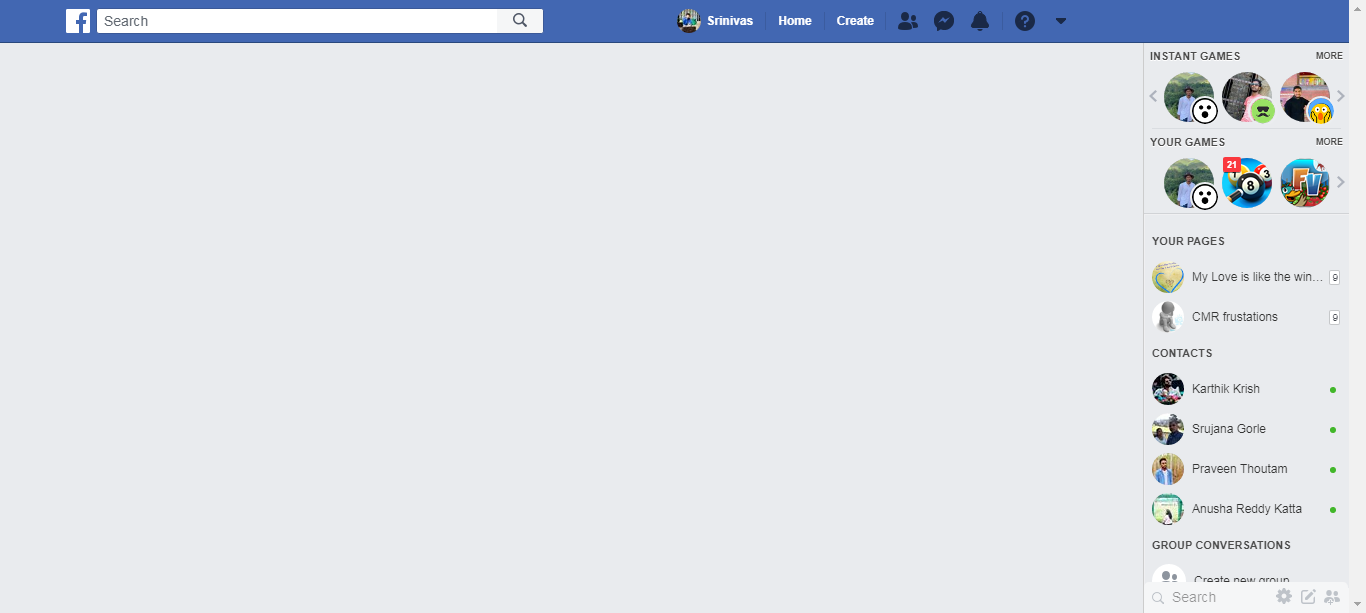 Search
Srinivas Home Create
INSTANT GAMES MORE
YOUR GAMES MORE
21
YOUR PAGES
My Love is like the win... 9
CMR frustations 9
CONTACTS
Karthik Krish
Srujana Gorle
Praveen Thoutam
Anusha Reddy Katta
GROUP CONVERSATIONS
Create new group
Search